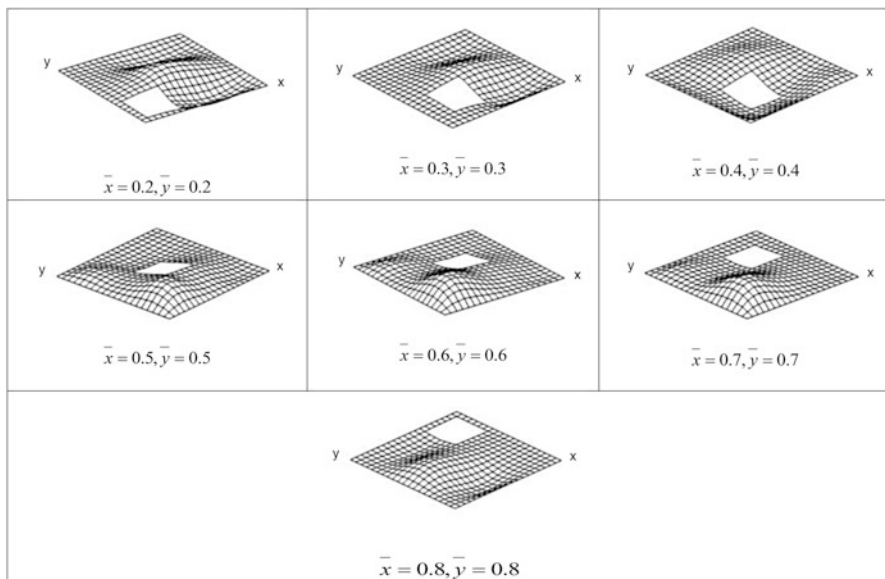 y
x
x̄ = 0.2, ȳ = 0.2
y
x
x̄ = 0.3, ȳ = 0.3
y
x
x̄ = 0.4, ȳ = 0.4
y
x
x̄ = 0.5, ȳ = 0.5
y
x
x̄ = 0.6, ȳ = 0.6
y
x
x̄ = 0.7, ȳ = 0.7
y
x
x̄ = 0.8, ȳ = 0.8